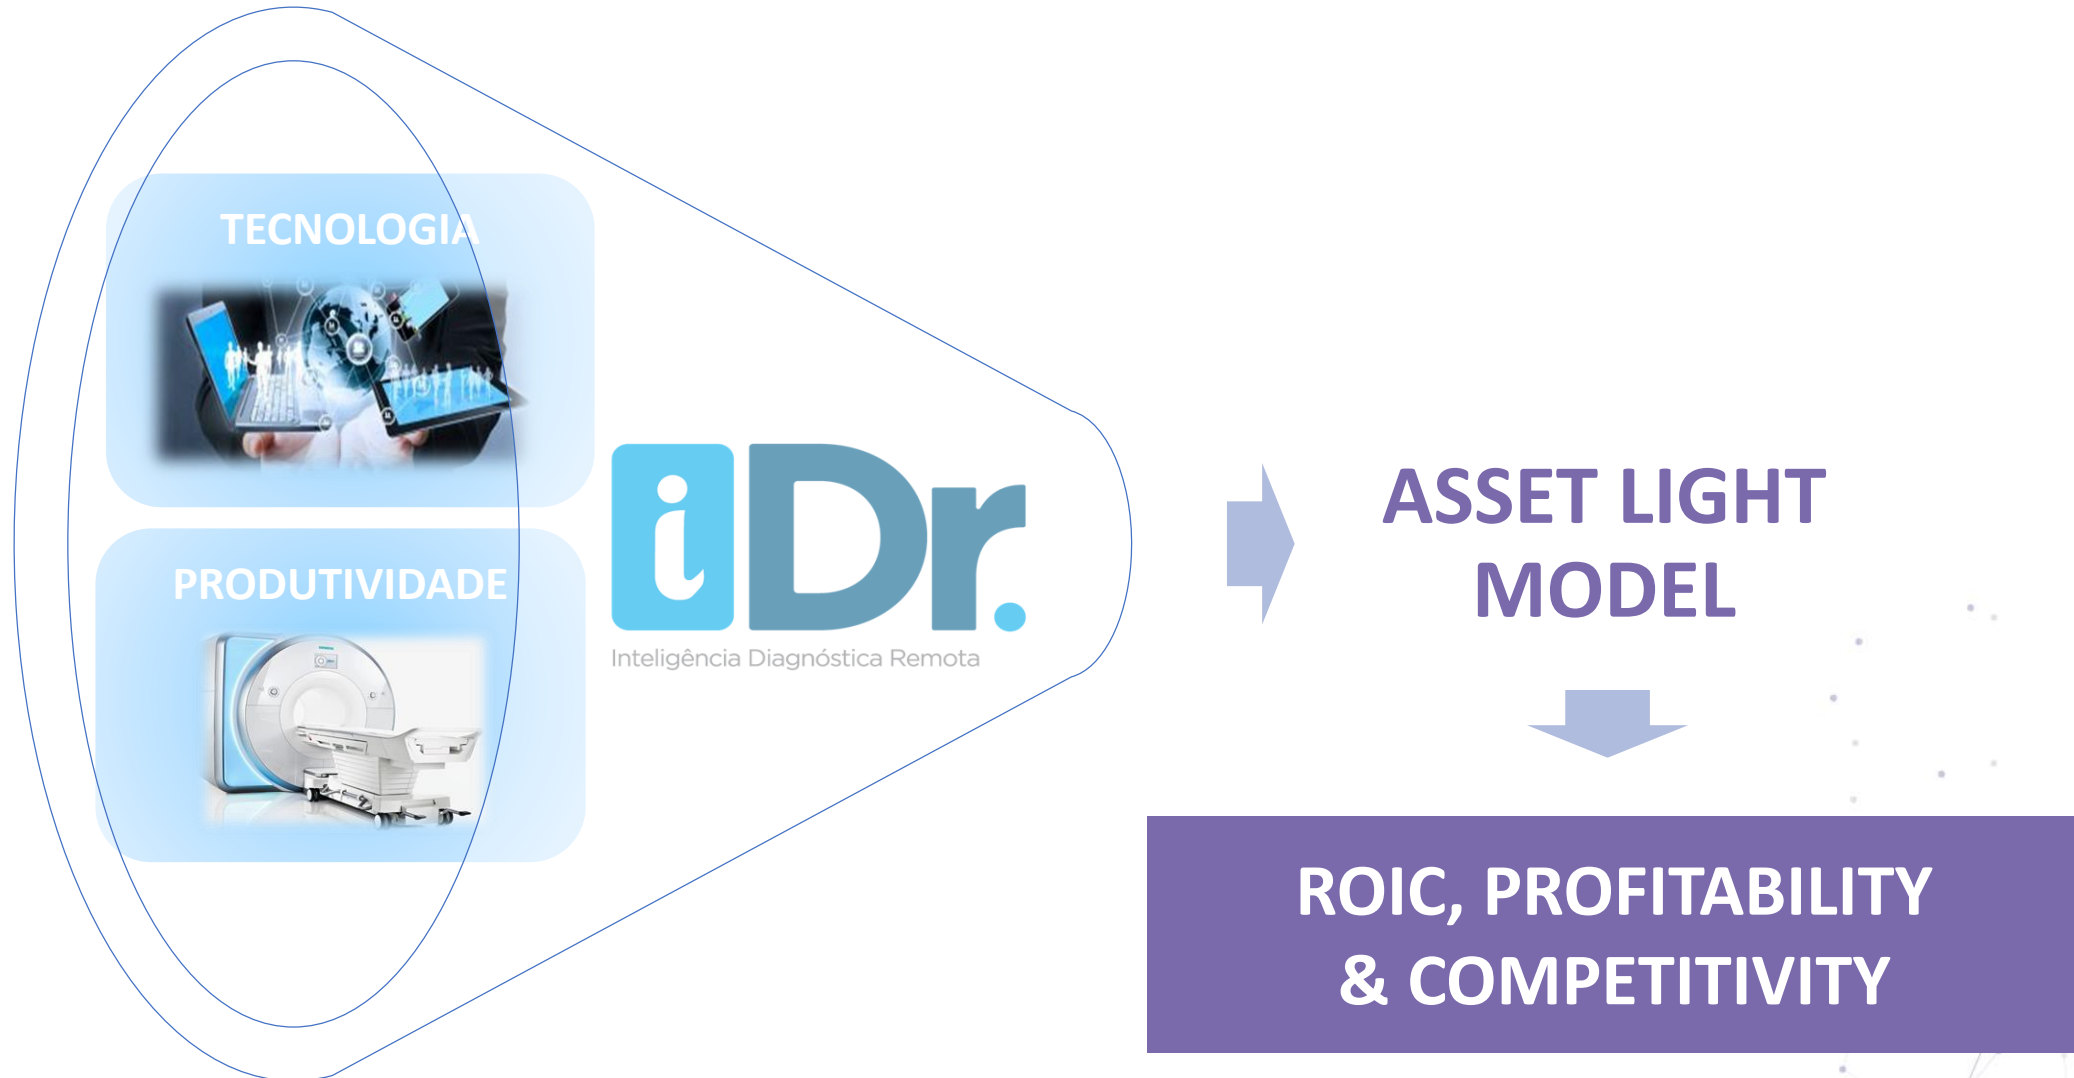 TECNOLOGIA
PRODUTIVIDADE
iDr.
Inteligência Diagnóstica Remota
ASSET LIGHT
MODEL
ROIC, PROFITABILITY
& COMPETITIVITY